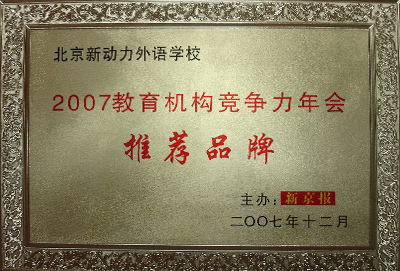 北京新动力外语学校
2007教育机构竞争力年会
推荐品牌
主办:新京报
二〇〇七年十二月